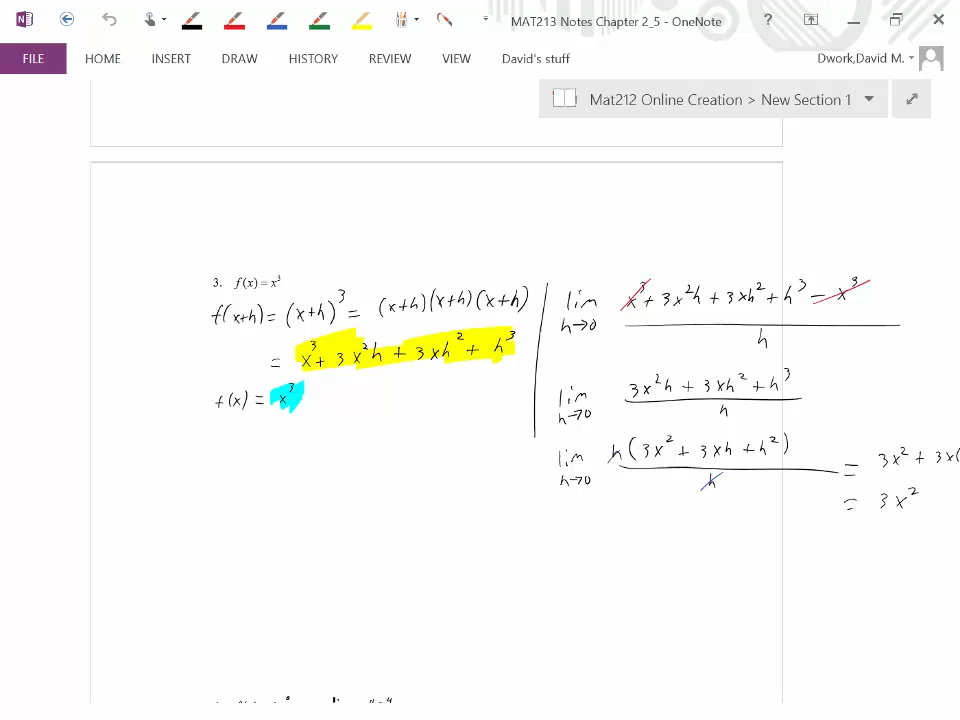 MAT213 Notes Chapter 2_5 - OneNote
FILE HOME INSERT DRAW HISTORY REVIEW VIEW David's stuff Dwork,David M.
Mat212 Online Creation > New Section 1
3. f(x) = x³
f(x+h) = (x+h)³ = (x+h)(x+h)(x+h)
= x³ + 3x²h + 3xh² + h³
f(x) = x³
lim h→0 x³ + 3x²h + 3xh² + h³ - x³
h
lim h→0 3x²h + 3xh² + h³
h
lim h→0 h(3x² + 3xh + h²)
h
= 3x² + 3x(
= 3x²